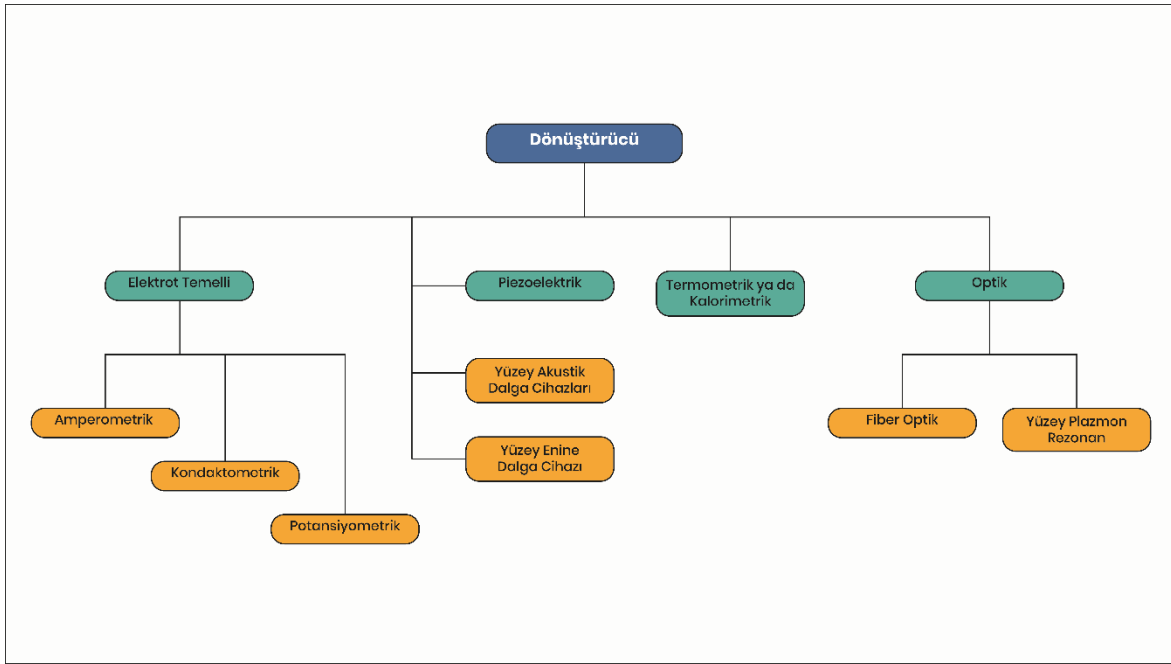 Dönüştürücü
Elektrot Temelli
Piezoelektrik
Termometrik ya da
Kalorimetrik
Optik
Yüzey Akustik
Dalga Cihazları
Amperometrik
Fiber Optik
Yüzey Plazmon
Rezonan
Yüzey Enine
Dalga Cihazı
Kondaktometrik
Potansiyometrik